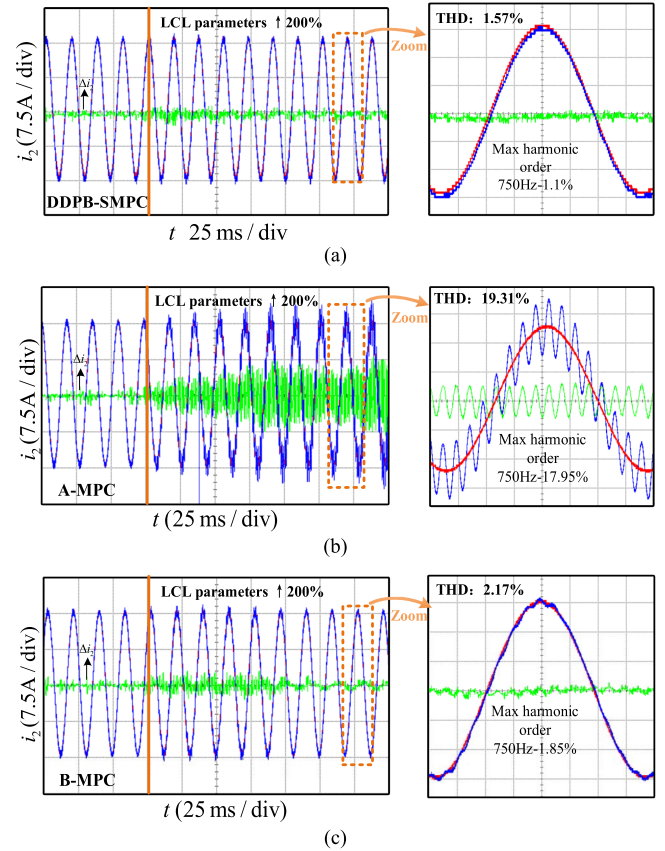 LCL parameters ↑ 200%
Δi
i₂ (7.5A / div)
DDPB-SMPC
t 25 ms / div
Zoom
THD：1.57%
Max harmonic
order
750Hz-1.1%
(a)
LCL parameters ↑ 200%
Δi₂
i₂ (7.5A / div)
A-MPC
t (25 ms / div)
Zoom
THD：19.31%
Max harmonic
order
750Hz-17.95%
(b)
LCL parameters ↑ 200%
Δi₂
i₂ (7.5A / div)
B-MPC
t (25 ms / div)
Zoom
THD：2.17%
Max harmonic
order
750Hz-1.85%
(c)